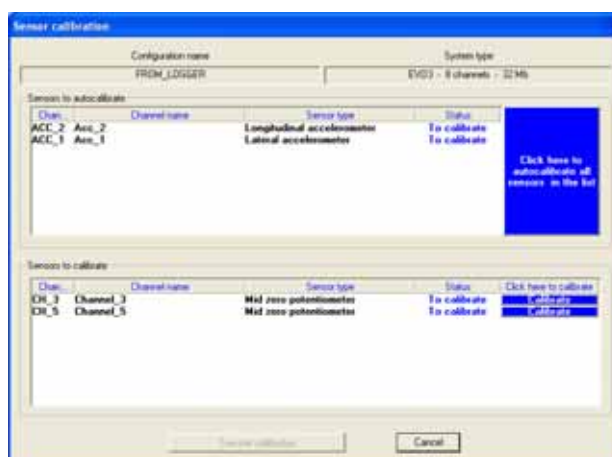 Sensor calibration
Configuration name System type
FROM_LOGGER EVO3 - 8 channels - 32 Mb
Sensors to autocalibrate
Chan... Channel name Sensor type Status
ACC_2 Acc_2 Longitudinal accelerometer To calibrate
ACC_1 Acc_1 Lateral accelerometer To calibrate
Click here to
autocalibrate all
sensors in the list
Sensors to calibrate
Chan... Channel name Sensor type Status Click here to calibrate
CH_3 Channel_3 Mid zero potentiometer To calibrate Calibrate
CH_5 Channel_5 Mid zero potentiometer To calibrate Calibrate
Transmit calibration Cancel